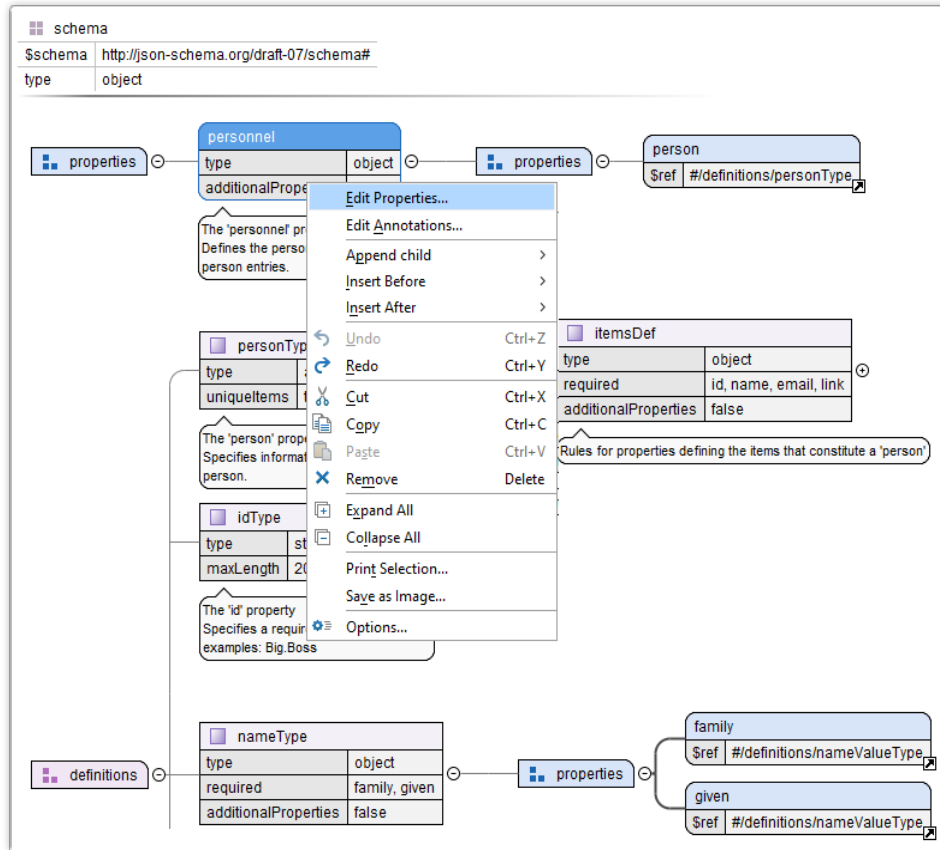 schema
$schema http://json-schema.org/draft-07/schema#
type object
properties
personnel
type object
additionalPrope
The 'personnel' pr
Defines the perso
person entries.
properties
person
$ref #/definitions/personType
Edit Properties...
Edit Annotations...
Append child
Insert Before
Insert After
Undo Ctrl+Z
Redo Ctrl+Y
Cut Ctrl+X
Copy Ctrl+C
Paste Ctrl+V
Remove Delete
Expand All
Collapse All
Print Selection...
Save as Image...
Options...
personTyp
type
uniqueItems
The 'person' prope
Specifies informat
person.
itemsDef
type object
required id, name, email, link
additionalProperties false
Rules for properties defining the items that constitute a 'person'
idType
type st
maxLength 20
The 'id' property
Specifies a requir
examples: Big.Boss
definitions
nameType
type object
required family, given
additionalProperties false
properties
family
$ref #/definitions/nameValueType
given
$ref #/definitions/nameValueType